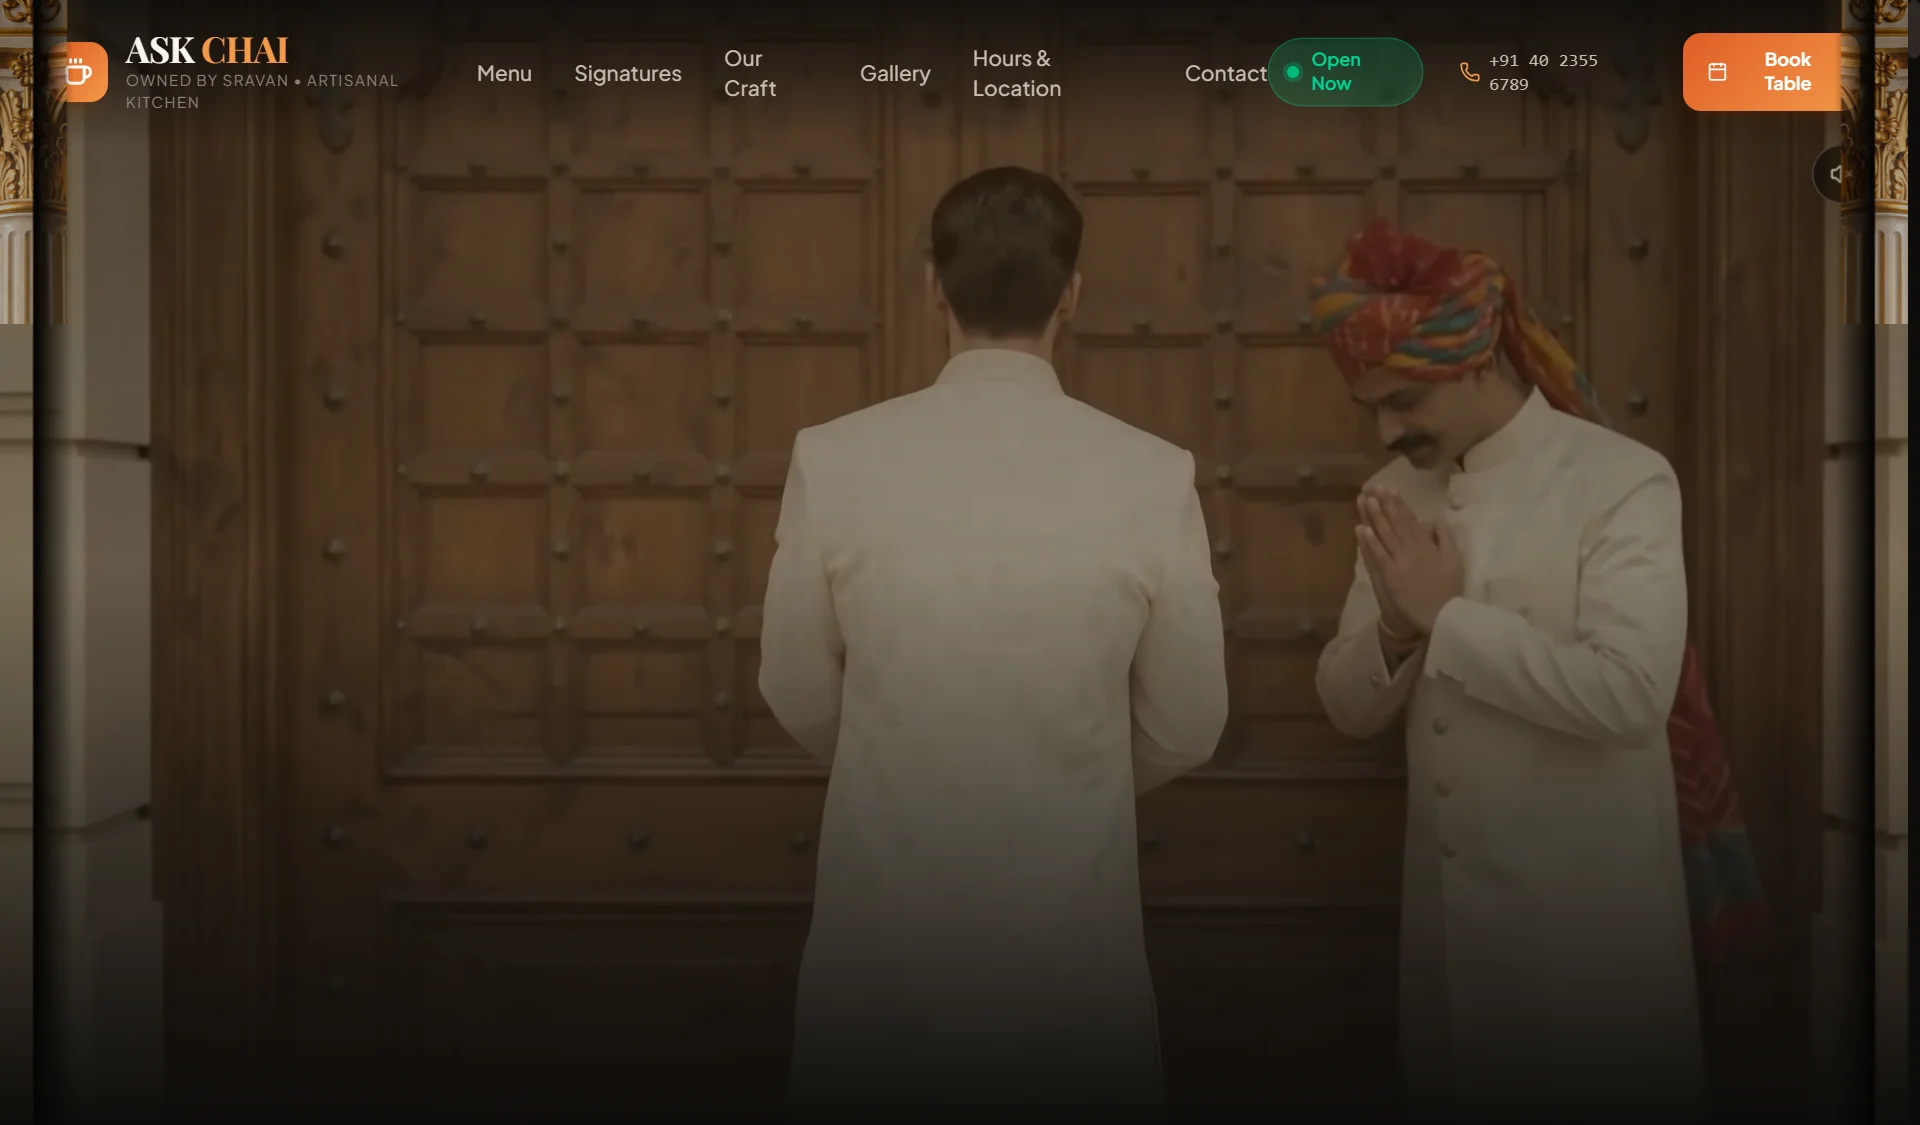 ASK CHAI
OWNED BY SRAVAN • ARTISANAL
KITCHEN
Menu
Signatures
Our
Craft
Gallery
Hours &
Location
Contact
Open
Now
+91 40 2355
6789
Book
Table